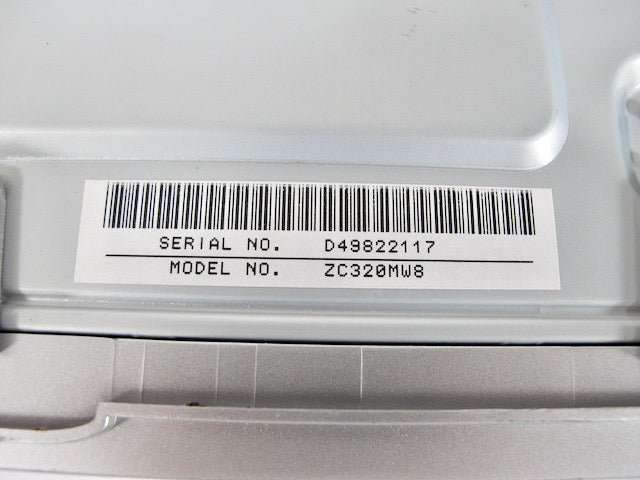 SERIAL NO. D49822117
MODEL NO. ZC320MW8